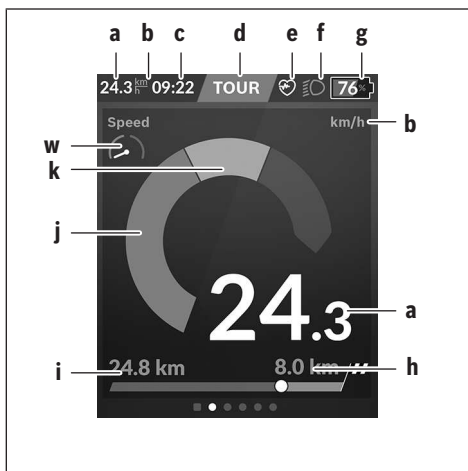 a b c d e f g
24.3 km/h 09:22 TOUR 76%
Speed km/h b
w
k
j
24.3 a
i 24.8 km 8.0 km h